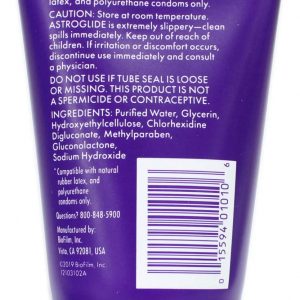 latex, and polyurethane condoms only.
CAUTION: Store at room temperature.
ASTROGLIDE is extremely slippery—clean
spills immediately. Keep out of reach of
children. If irritation or discomfort occurs,
discontinue use immediately and consult
a physician.
DO NOT USE IF TUBE SEAL IS LOOSE
OR MISSING. THIS PRODUCT IS NOT
A SPERMICIDE OR CONTRACEPTIVE.
INGREDIENTS: Purified Water, Glycerin,
Hydroxyethylcellulose, Chlorhexidine
Digluconate, Methylparaben,
Gluconolactone,
Sodium Hydroxide
*Compatible with natural
rubber latex, and
polyurethane
condoms only.
Questions? 800-848-5900
Manufactured by:
BioFilm, Inc.
Vista, CA 92081, USA
©2019 BioFilm, Inc.
12103102A
0 15594 01010 6